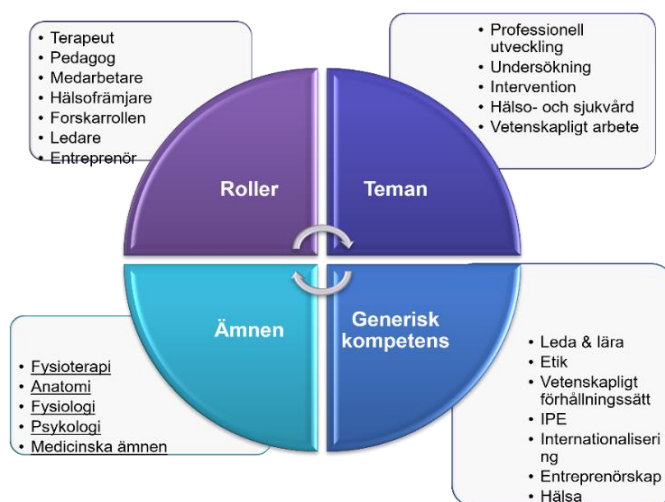 • Terapeut
• Pedagog
• Medarbetare
• Hälsofrämjare
• Forskarrollen
• Ledare
• Entreprenör
• Professionell
utveckling
• Undersökning
• Intervention
• Hälso- och sjukvård
• Vetenskapligt arbete
Roller
Teman
Ämnen
Generisk
kompetens
• Fysioterapi
• Anatomi
• Fysiologi
• Psykologi
• Medicinska ämnen
• Leda & lära
• Etik
• Vetenskapligt
förhållningssätt
• IPE
• Internationaliseri
ng
• Entreprenörskap
• Hälsa